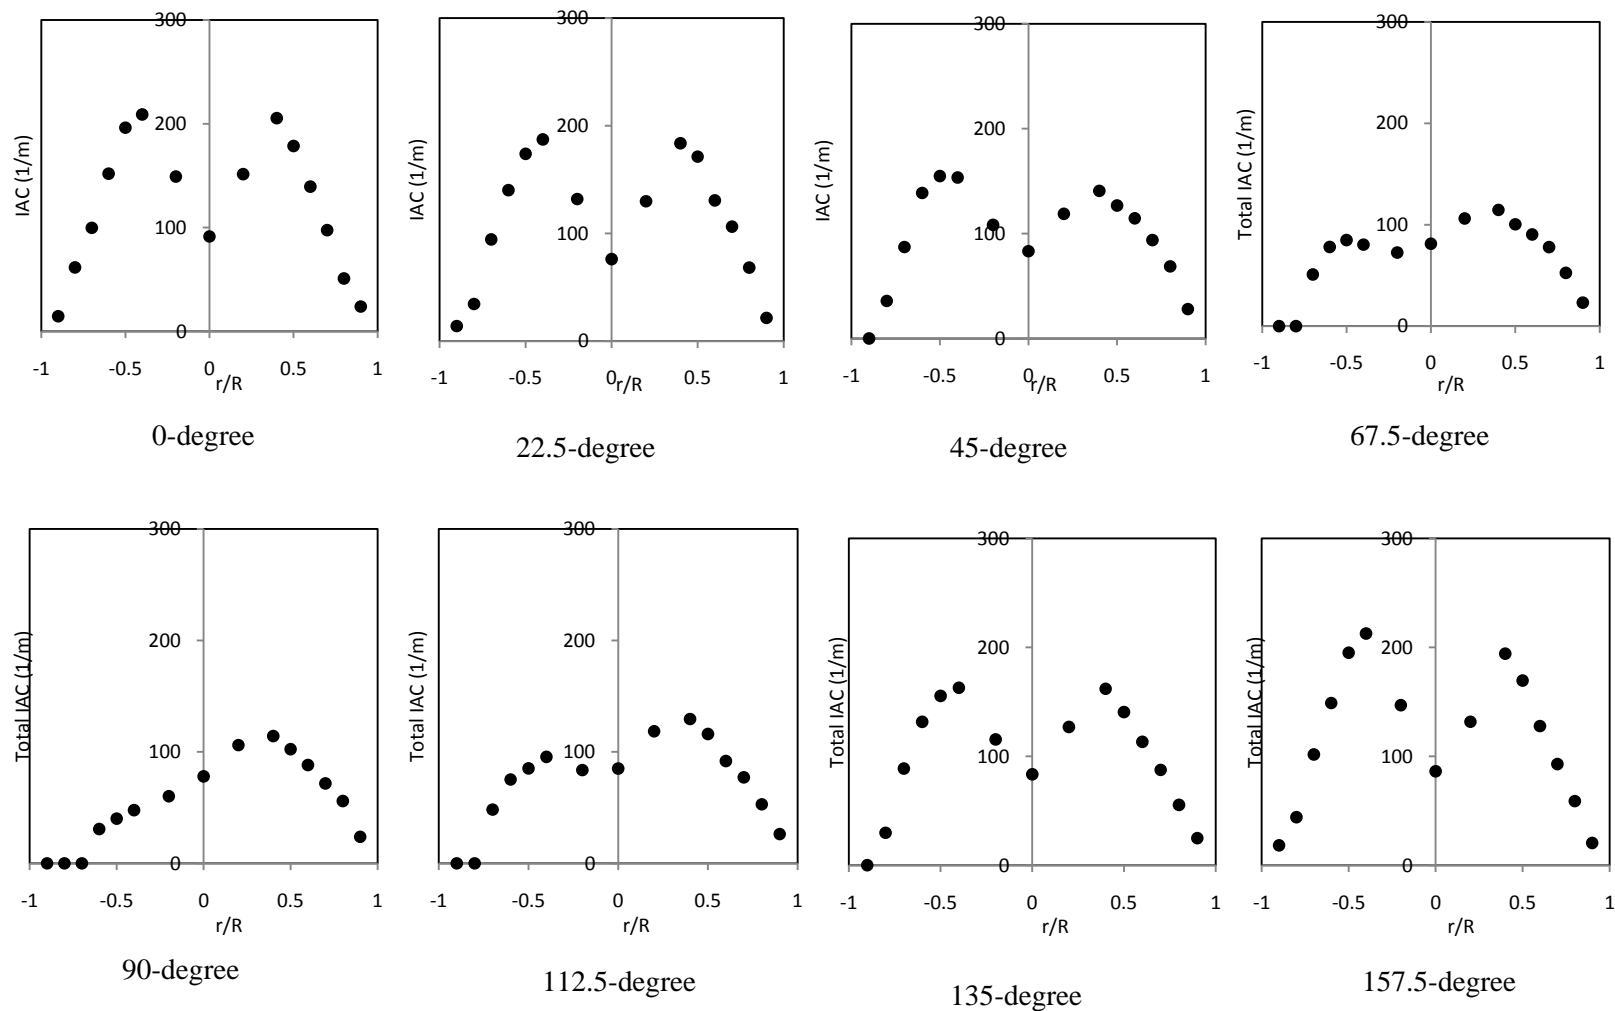 300
200
100
0
IAC (1/m)
-1 -0.5 0 0.5 1
r/R
0-degree
300
200
100
0
IAC (1/m)
-1 -0.5 0 0.5 1
r/R
22.5-degree
300
200
100
0
IAC (1/m)
-1 -0.5 0 0.5 1
r/R
45-degree
300
200
100
0
Total IAC (1/m)
-1 -0.5 0 0.5 1
r/R
67.5-degree
300
200
100
0
Total IAC (1/m)
-1 -0.5 0 0.5 1
r/R
90-degree
300
200
100
0
Total IAC (1/m)
-1 -0.5 0 0.5 1
r/R
112.5-degree
300
200
100
0
Total IAC (1/m)
-1 -0.5 0 0.5 1
r/R
135-degree
300
200
100
0
Total IAC (1/m)
-1 -0.5 0 0.5 1
r/R
157.5-degree